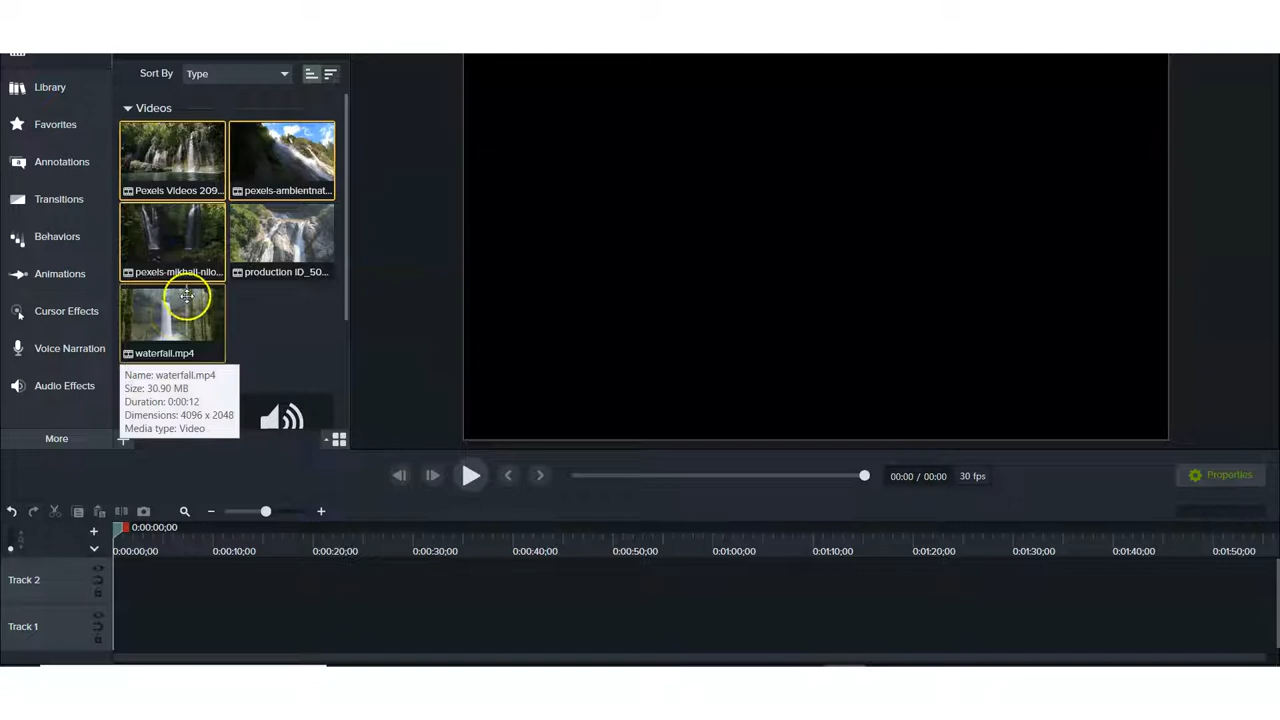 Sort By Type
Library
Videos
Favorites
Annotations
Pexels Videos 209...
pexels-ambientnat...
Transitions
Behaviors
Animations
pexels-mikhail-nilo...
production ID_50...
Cursor Effects
Voice Narration
waterfall.mp4
Audio Effects
Name: waterfall.mp4
Size: 30.90 MB
Duration: 0:00:12
Dimensions: 4096 x 2048
Media type: Video
More
00:00 / 00:00
30 fps
Properties
0:00:00;00
0:00:00;00 0:00:10;00 0:00:20;00 0:00:30;00 0:00:40;00 0:00:50;00 0:01:00;00 0:01:10;00 0:01:20;00 0:01:30;00 0:01:40;00 0:01:50;00
Track 2
Track 1